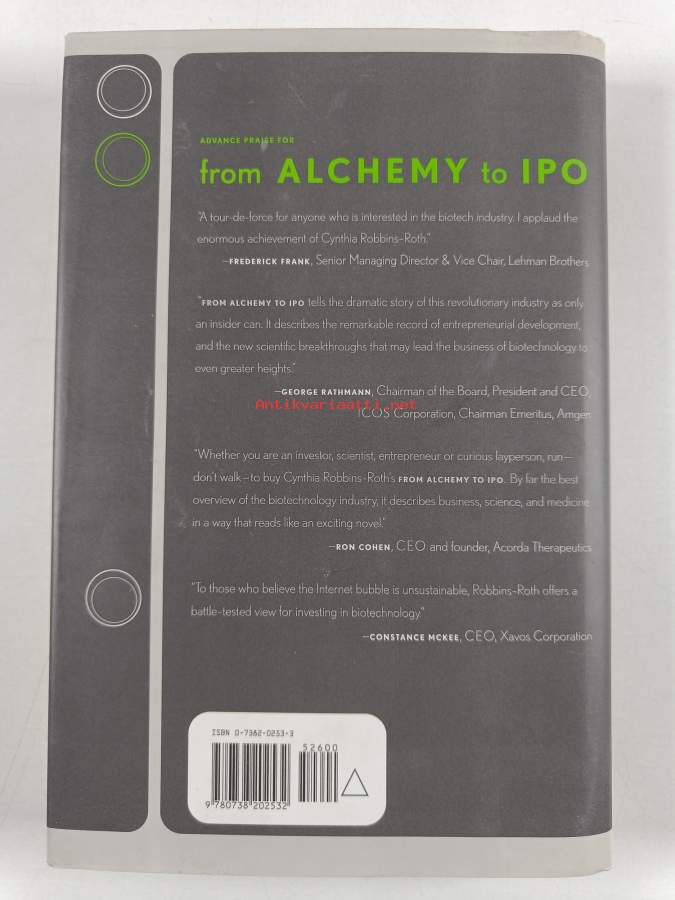 ADVANCE PRAISE FOR
from ALCHEMY to IPO
"A tour-de-force for anyone who is interested in the biotech industry. I applaud the
enormous achievement of Cynthia Robbins-Roth."
—FREDERICK FRANK, Senior Managing Director & Vice Chair, Lehman Brothers
"FROM ALCHEMY TO IPO tells the dramatic story of this revolutionary industry as only
an insider can. It describes the remarkable record of entrepreneurial development,
and the new scientific breakthroughs that may lead the business of biotechnology to
even greater heights."
—GEORGE RATHMANN, Chairman of the Board, President and CEO,
Antikvariaatti.net
ICOS Corporation, Chairman Emeritus, Amgen
"Whether you are an investor, scientist, entrepreneur or curious layperson, run—
don't walk—to buy Cynthia Robbins-Roth's FROM ALCHEMY TO IPO. By far the best
overview of the biotechnology industry, it describes business, science, and medicine
in a way that reads like an exciting novel."
—RON COHEN, CEO and founder, Acorda Therapeutics
"To those who believe the Internet bubble is unsustainable, Robbins-Roth offers a
battle-tested view for investing in biotechnology."
—CONSTANCE MCKEE, CEO, Xavos Corporation
ISBN 0-7382-0253-3
52600
9 780738 202532